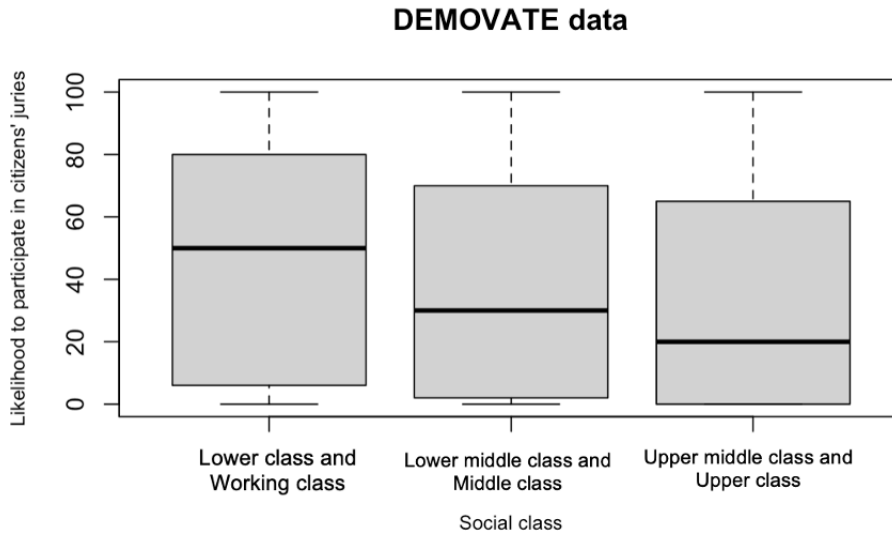 DEMOVATE data
Likelihood to participate in citizens' juries
100
80
60
40
20
0
Lower class and
Working class
Lower middle class and
Middle class
Upper middle class and
Upper class
Social class